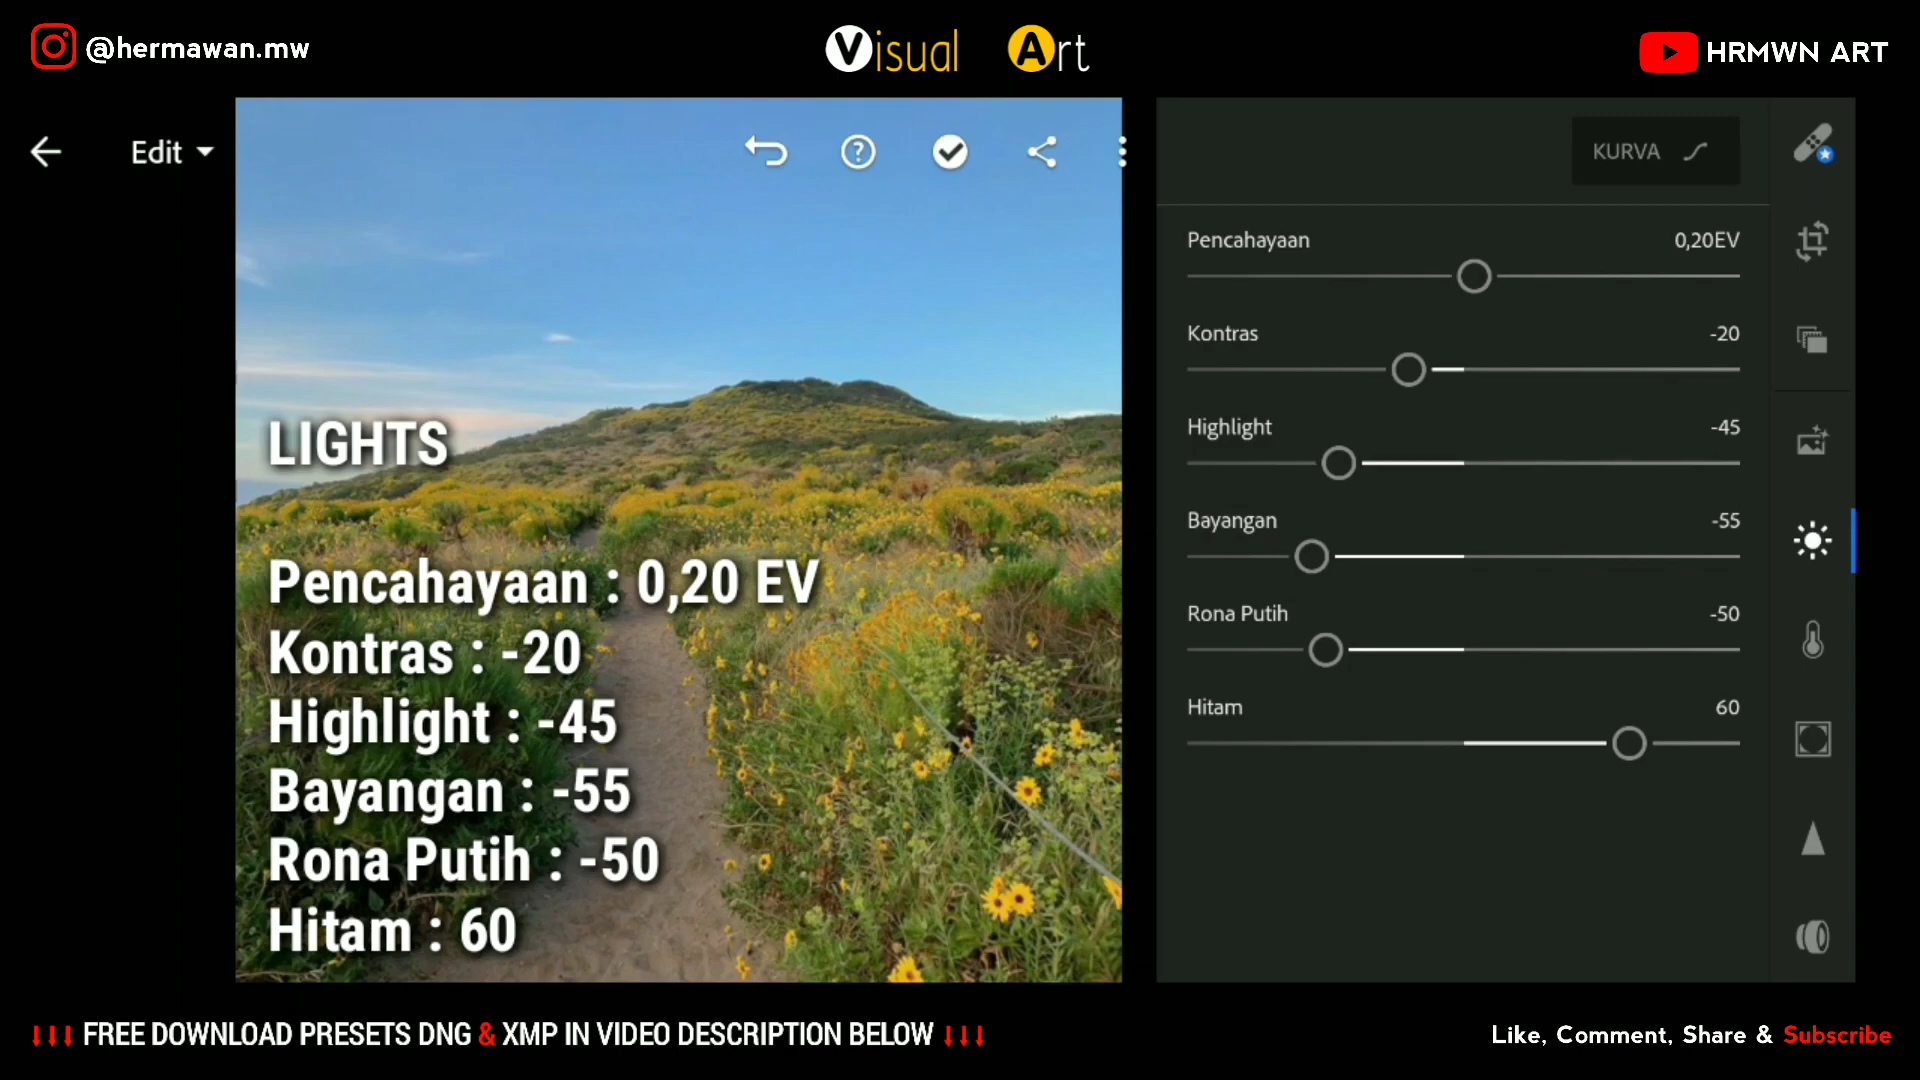 @hermawan.mw
Visual Art
HRMWN ART
Edit
KURVA
Pencahayaan 0,20EV
Kontras -20
Highlight -45
Bayangan -55
Rona Putih -50
Hitam 60
LIGHTS
Pencahayaan : 0,20 EV
Kontras : -20
Highlight : -45
Bayangan : -55
Rona Putih : -50
Hitam : 60
↓↓↓ FREE DOWNLOAD PRESETS DNG & XMP IN VIDEO DESCRIPTION BELOW ↓↓↓
Like, Comment, Share & Subscribe